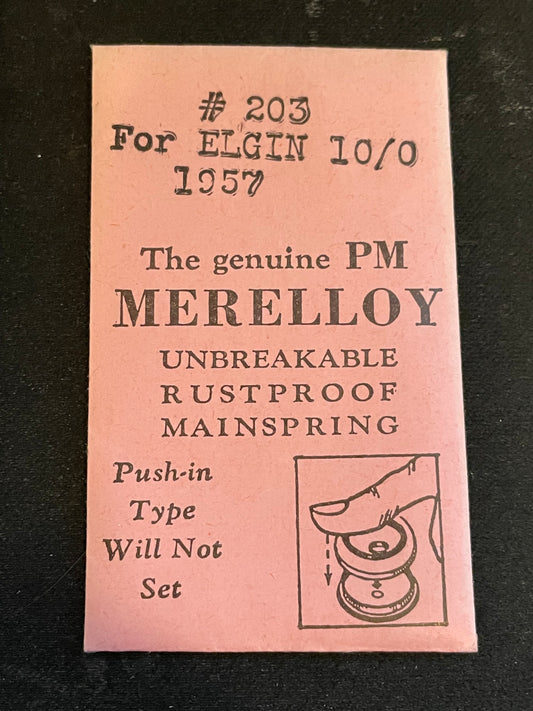 # 203
For ELGIN 10/0
1957
The genuine PM
MERELLOY
UNBREAKABLE
RUSTPROOF
MAINSPRING
Push-in
Type
Will Not
Set